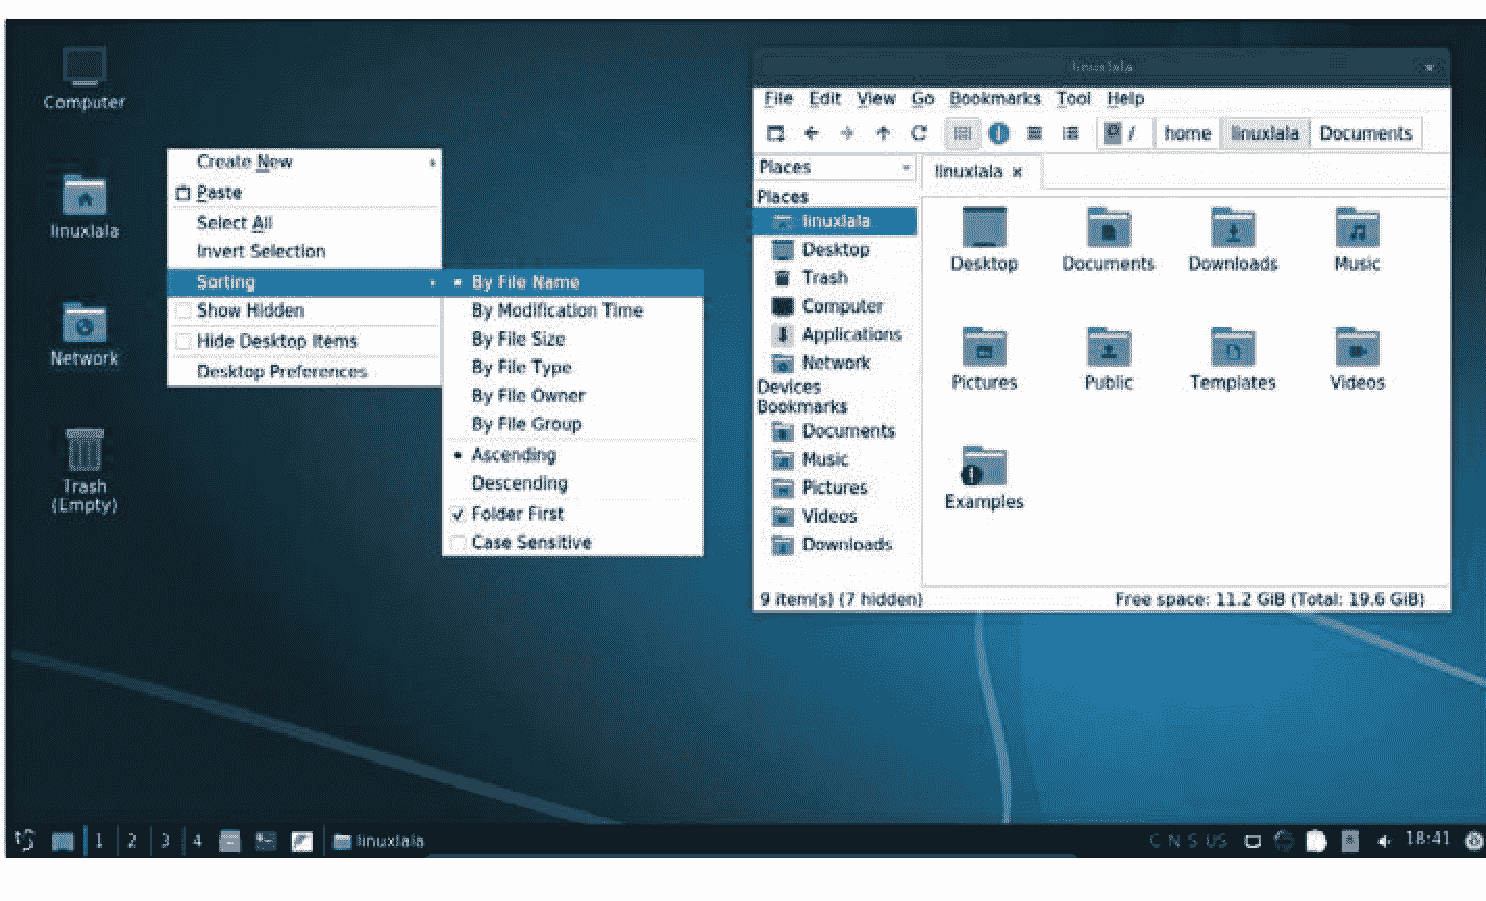 Computer
linuxlala
Network
Trash
(Empty)
Create New
Paste
Select All
Invert Selection
Sorting
Show Hidden
Hide Desktop Items
Desktop Preferences
By File Name
By Modification Time
By File Size
By File Type
By File Owner
By File Group
Ascending
Descending
Folder First
Case Sensitive
linuxlala
File Edit View Go Bookmarks Tool Help
/ home linuxlala Documents
Places
linuxlala
Places
linuxlala
Desktop
Trash
Computer
Applications
Network
Devices
Bookmarks
Documents
Music
Pictures
Videos
Downloads
Desktop Documents Downloads Music
Pictures Public Templates Videos
Examples
9 item(s) (7 hidden) Free space: 11.2 GiB (Total: 19.6 GiB)
1 2 3 4 linuxlala C N S US 18:41